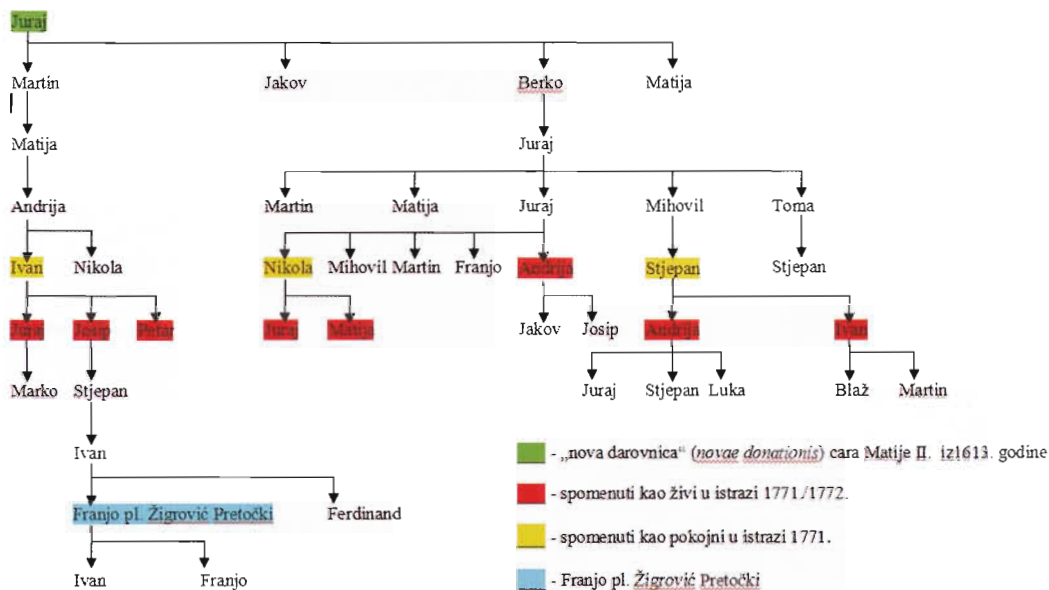 Juraj
Martin Jakov Berko Matija
Matija Juraj
Andrija Martin Matija Juraj Mihovil Toma
Ivan Nikola Nikola Mihovil Martin Franjo Andrija Stjepan Stjepan
Juraj Josip Petar Juraj Matija Jakov Josip Andrija Ivan
Marko Stjepan Juraj Stjepan Luka Blaž Martin
Ivan
- „nova darovnica“ (novae donationis) cara Matije II. iz1613. godine
- spomenuti kao živi u istrazi 1771./1772.
Franjo pl. Žigrović Pretočki Ferdinand
- spomenuti kao pokojni u istrazi 1771.
Ivan Franjo
- Franjo pl. Žigrović Pretočki